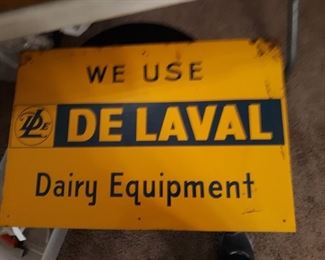 WE USE
DE LAVAL
Dairy Equipment